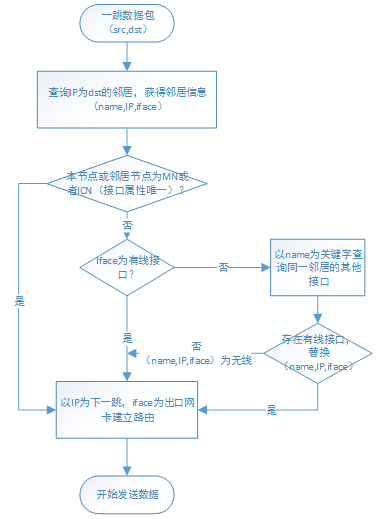 一跳数据包
(src,dst)
查询IP为dst的邻居，获得邻居信息
（name,IP,iface）
本节点或邻居节点为MN或
者ICN（接口属性唯一）？
否
Iface为有线接
口？
否
以name为关键字查
询同一邻居的其他
接口
是
是
否
（name,IP,iface）为无线
存在有线接口，
替换
（name,IP,iface）
以IP为下一跳，iface为出口网
卡建立路由
是
开始发送数据